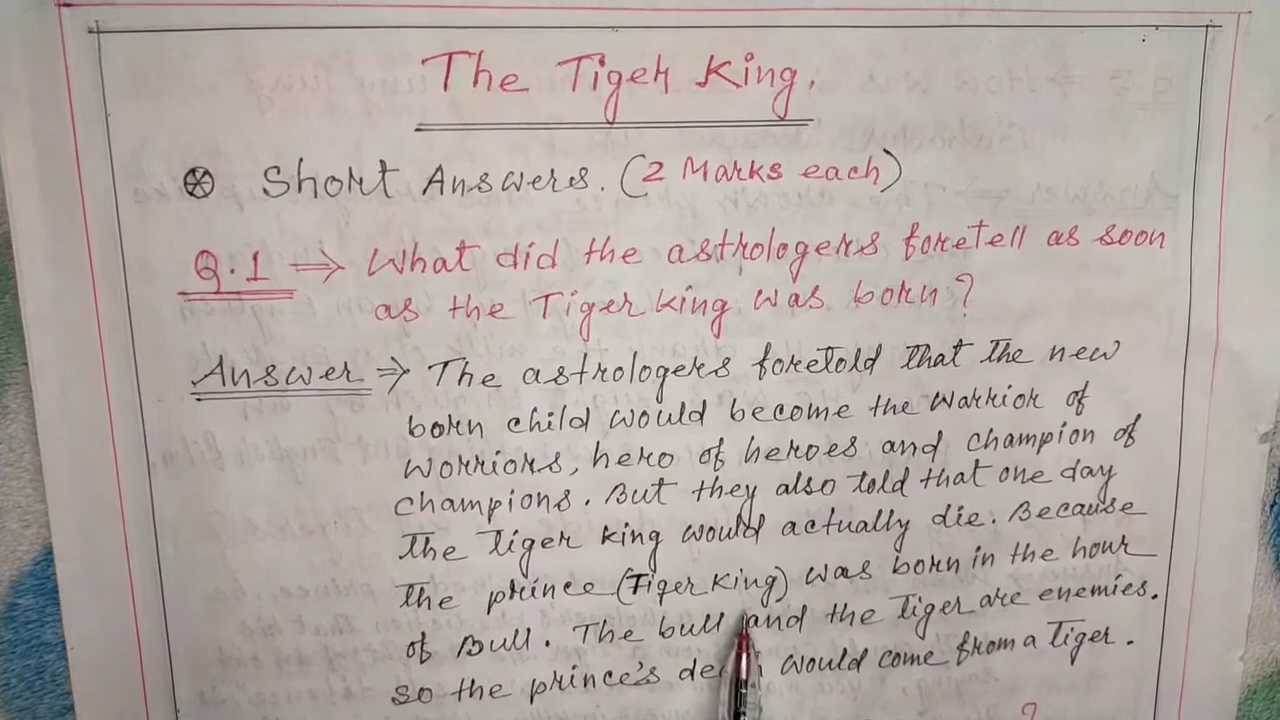 The Tiger King.
⊛ Short Answers. (2 Marks each)
Q.1 ⇒ What did the astrologers foretell as soon
as the Tiger king was born?
Answer ⇒ The astrologers foretold that the new
born child would become the warrior of
worriors, hero of heroes and champion of
champions. But they also told that one day
the Tiger king would actually die. Because
the prince (Tiger King) was born in the hour
of Bull. The bull and the Tiger are enemies.
so the prince's would come from a Tiger.